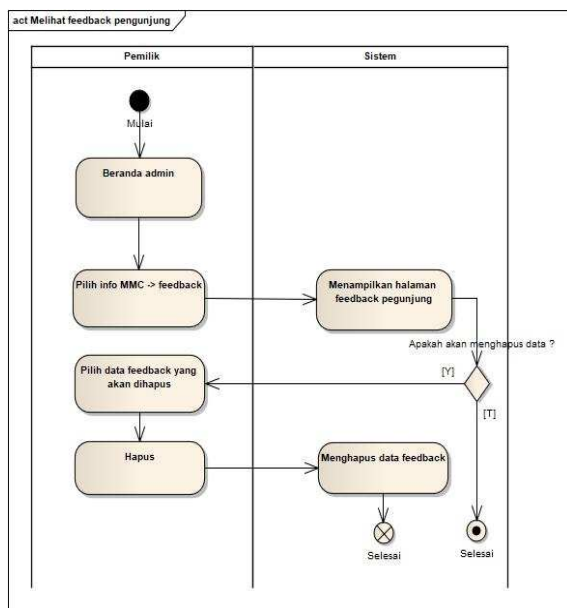 act Melihat feedback pengunjung
Pemilik
Sistem
Mulai
Beranda admin
Pilih info MMC -> feedback
Menampilkan halaman
feedback pegunjung
Apakah akan menghapus data ?
[Y]
[T]
Pilih data feedback yang
akan dihapus
Hapus
Menghapus data feedback
Selesai
Selesai